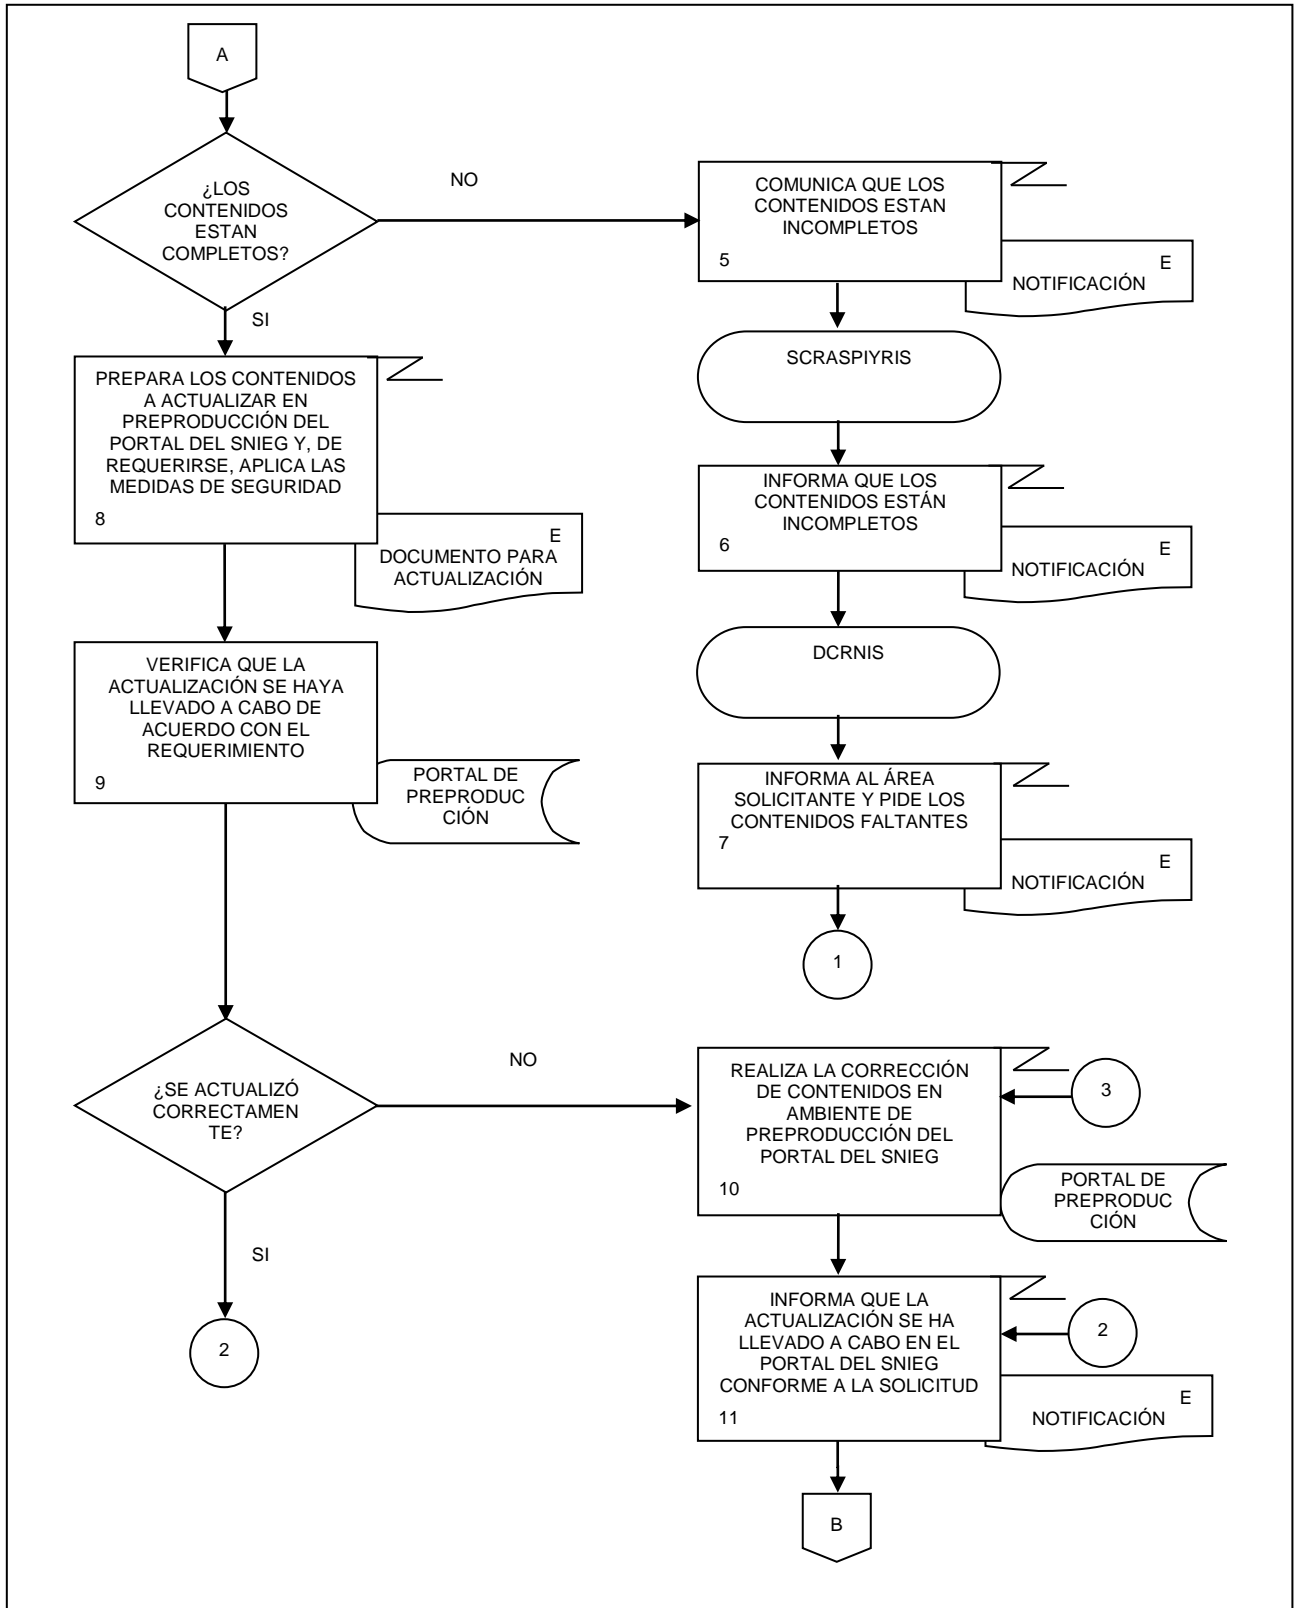 A
¿LOS
CONTENIDOS
ESTAN
COMPLETOS?
NO
COMUNICA QUE LOS
CONTENIDOS ESTAN
INCOMPLETOS
5
E
NOTIFICACIÓN
SI
SCRASPIYRIS
PREPARA LOS CONTENIDOS
A ACTUALIZAR EN
PREPRODUCCIÓN DEL
PORTAL DEL SNIEG Y, DE
REQUERIRSE, APLICA LAS
MEDIDAS DE SEGURIDAD
8
E
DOCUMENTO PARA
ACTUALIZACIÓN
INFORMA QUE LOS
CONTENIDOS ESTÁN
INCOMPLETOS
6
E
NOTIFICACIÓN
DCRNIS
VERIFICA QUE LA
ACTUALIZACIÓN SE HAYA
LLEVADO A CABO DE
ACUERDO CON EL
REQUERIMIENTO
9
PORTAL DE
PREPRODUC
CIÓN
INFORMA AL ÁREA
SOLICITANTE Y PIDE LOS
CONTENIDOS FALTANTES
7
E
NOTIFICACIÓN
1
¿SE ACTUALIZÓ
CORRECTAMEN
TE?
NO
REALIZA LA CORRECCIÓN
DE CONTENIDOS EN
AMBIENTE DE
PREPRODUCCIÓN DEL
PORTAL DEL SNIEG
10
3
PORTAL DE
PREPRODUC
CIÓN
SI
2
INFORMA QUE LA
ACTUALIZACIÓN SE HA
LLEVADO A CABO EN EL
PORTAL DEL SNIEG
CONFORME A LA SOLICITUD
11
2
E
NOTIFICACIÓN
B